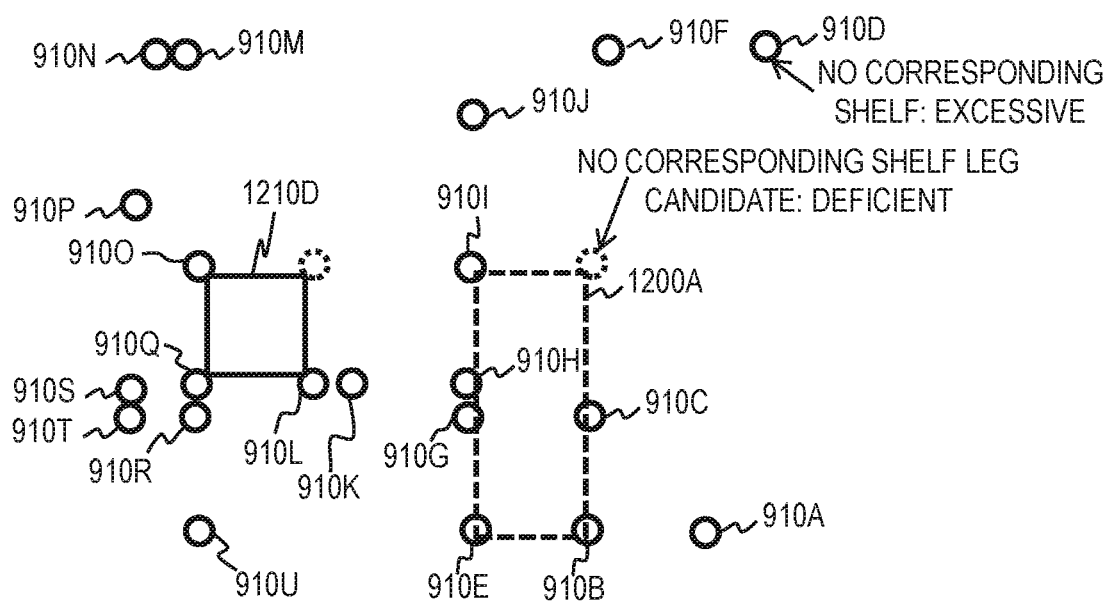 910N
910M
910F
910D
NO CORRESPONDING
SHELF: EXCESSIVE
910J
NO CORRESPONDING SHELF LEG
CANDIDATE: DEFICIENT
910P
1210D
910I
910O
1200A
910Q
910H
910S
910C
910T
910R
910L
910G
910K
910A
910U
910E
910B